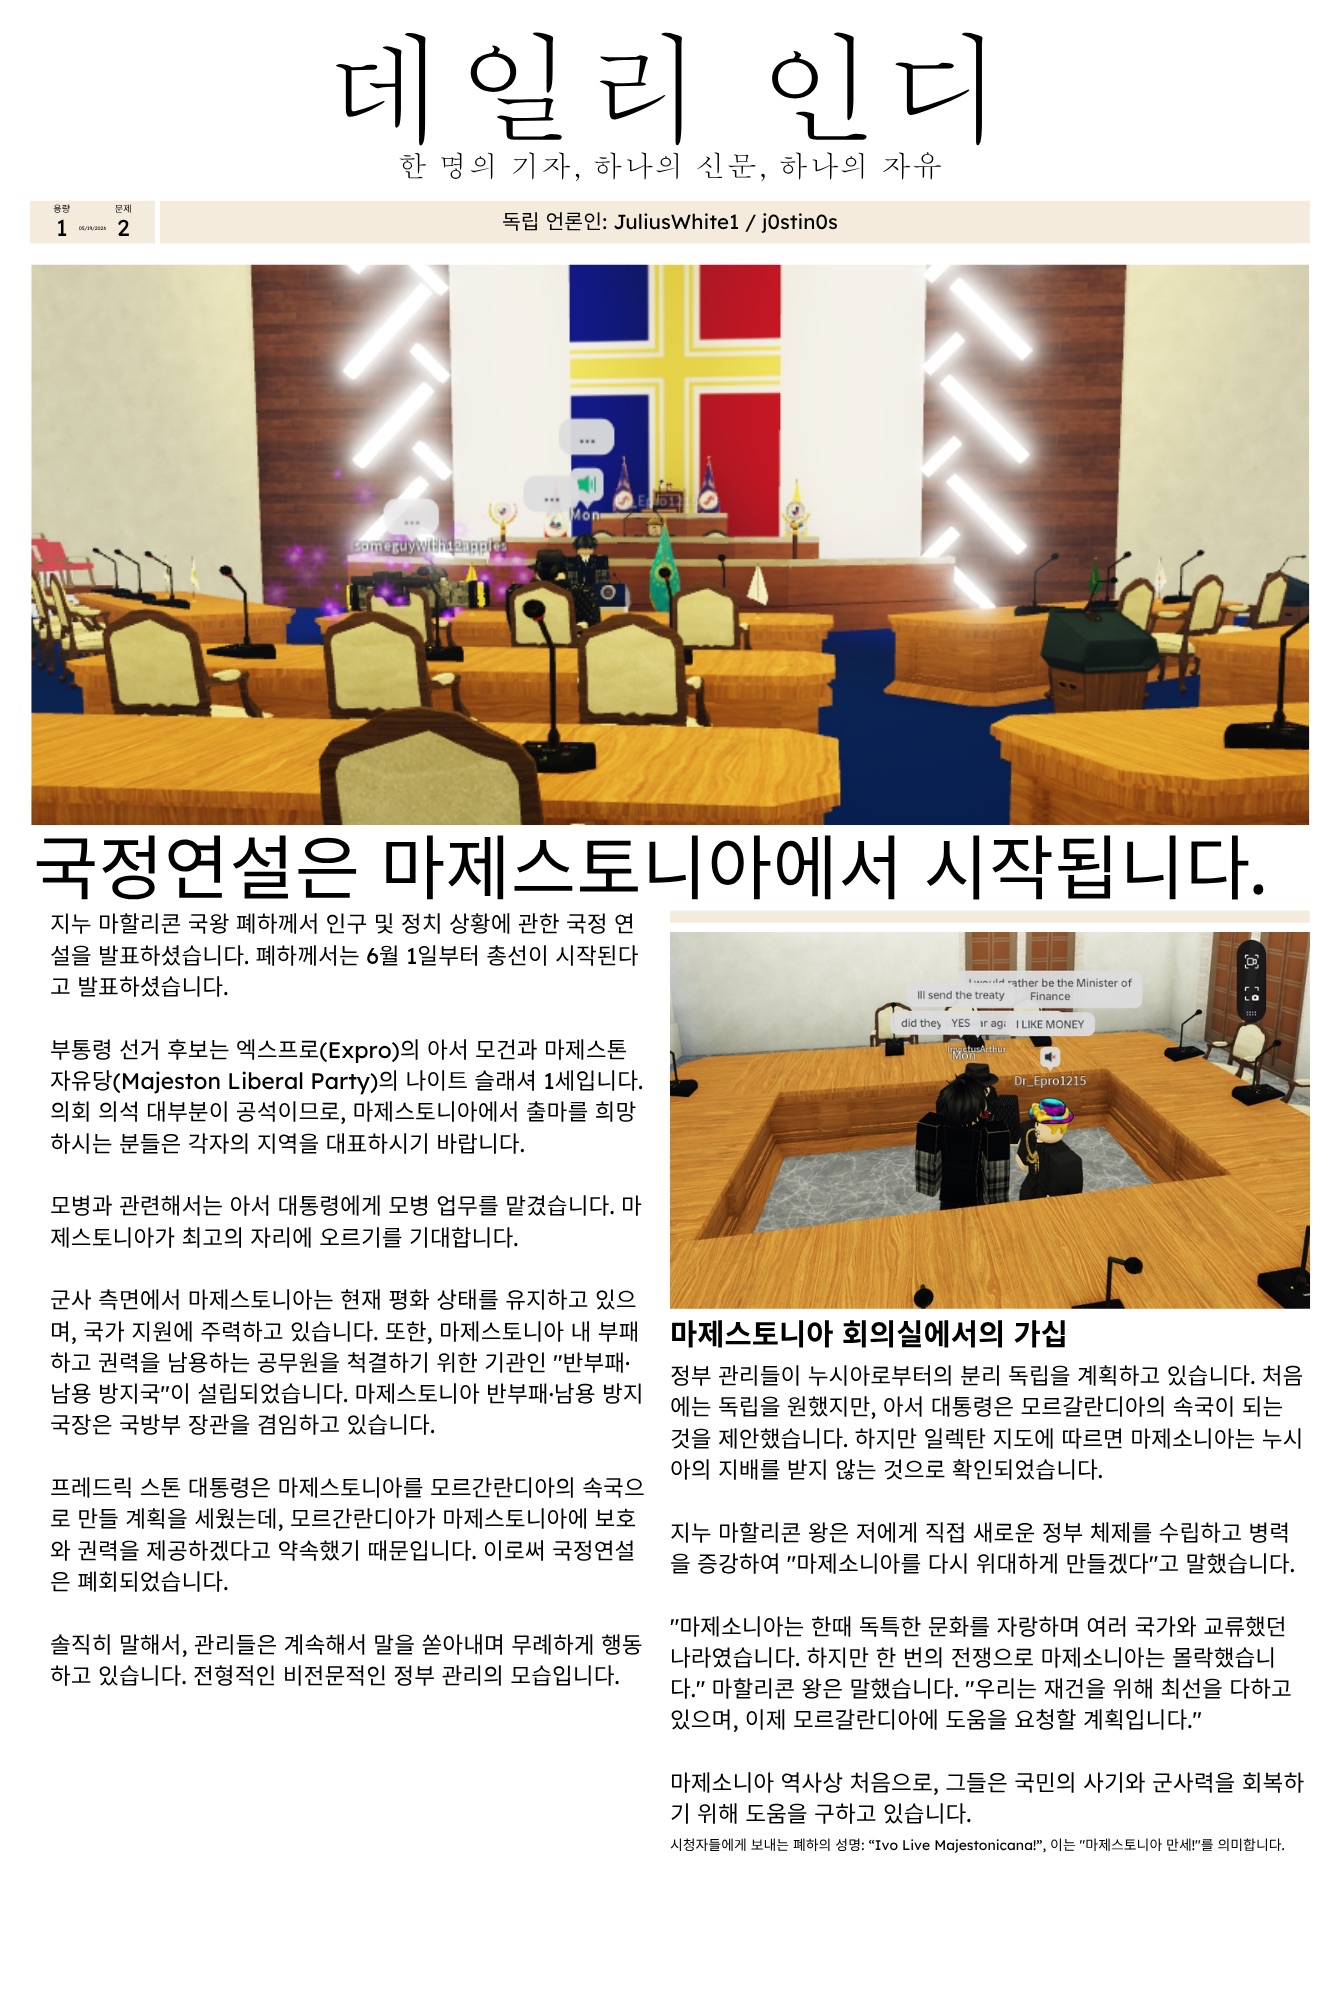 데일리 인디
한 명의 기자, 하나의 신문, 하나의 자유
용량
1
05/19/2026
문제
2
독립 언론인: JuliusWhite1 / j0stin0s
...
...
Mon
someguywith12apples
국정연설은 마제스토니아에서 시작됩니다.
지누 마할리콘 국왕 폐하께서 인구 및 정치 상황에 관한 국정 연
설을 발표하셨습니다. 폐하께서는 6월 1일부터 총선이 시작된다
고 발표하셨습니다.
부통령 선거 후보는 엑스프로(Expro)의 아서 모건과 마제스톤
자유당(Majeston Liberal Party)의 나이트 슬래셔 1세입니다.
의회 의석 대부분이 공석이므로, 마제스토니아에서 출마를 희망
하시는 분들은 각자의 지역을 대표하시기 바랍니다.
모병과 관련해서는 아서 대통령에게 모병 업무를 맡겼습니다. 마
제스토니아가 최고의 자리에 오르기를 기대합니다.
군사 측면에서 마제스토니아는 현재 평화 상태를 유지하고 있으
며, 국가 지원에 주력하고 있습니다. 또한, 마제스토니아 내 부패
하고 권력을 남용하는 공무원을 척결하기 위한 기관인 "반부패·
남용 방지국"이 설립되었습니다. 마제스토니아 반부패·남용 방지
국장은 국방부 장관을 겸임하고 있습니다.
프레드릭 스톤 대통령은 마제스토니아를 모르간란디아의 속국으
로 만들 계획을 세웠는데, 모르간란디아가 마제스토니아에 보호
와 권력을 제공하겠다고 약속했기 때문입니다. 이로써 국정연설
은 폐회되었습니다.
솔직히 말해서, 관리들은 계속해서 말을 쏟아내며 무례하게 행동
하고 있습니다. 전형적인 비전문적인 정부 관리의 모습입니다.
I would rather be the Minister of
Finance
Ill send the treaty
did they
YES
I LIKE MONEY
InvictusArthur
Mon
Dr_Epro1215
마제스토니아 회의실에서의 가십
정부 관리들이 누시아로부터의 분리 독립을 계획하고 있습니다. 처음
에는 독립을 원했지만, 아서 대통령은 모르갈란디아의 속국이 되는
것을 제안했습니다. 하지만 일렉탄 지도에 따르면 마제소니아는 누시
아의 지배를 받지 않는 것으로 확인되었습니다.
지누 마할리콘 왕은 저에게 직접 새로운 정부 체제를 수립하고 병력
을 증강하여 "마제소니아를 다시 위대하게 만들겠다"고 말했습니다.
"마제소니아는 한때 독특한 문화를 자랑하며 여러 국가와 교류했던
나라였습니다. 하지만 한 번의 전쟁으로 마제소니아는 몰락했습니
다." 마할리콘 왕은 말했습니다. "우리는 재건을 위해 최선을 다하고
있으며, 이제 모르갈란디아에 도움을 요청할 계획입니다."
마제소니아 역사상 처음으로, 그들은 국민의 사기와 군사력을 회복하
기 위해 도움을 구하고 있습니다.
시청자들에게 보내는 폐하의 성명: “Ivo Live Majestonicana!”, 이는 "마제스토니아 만세!"를 의미합니다.